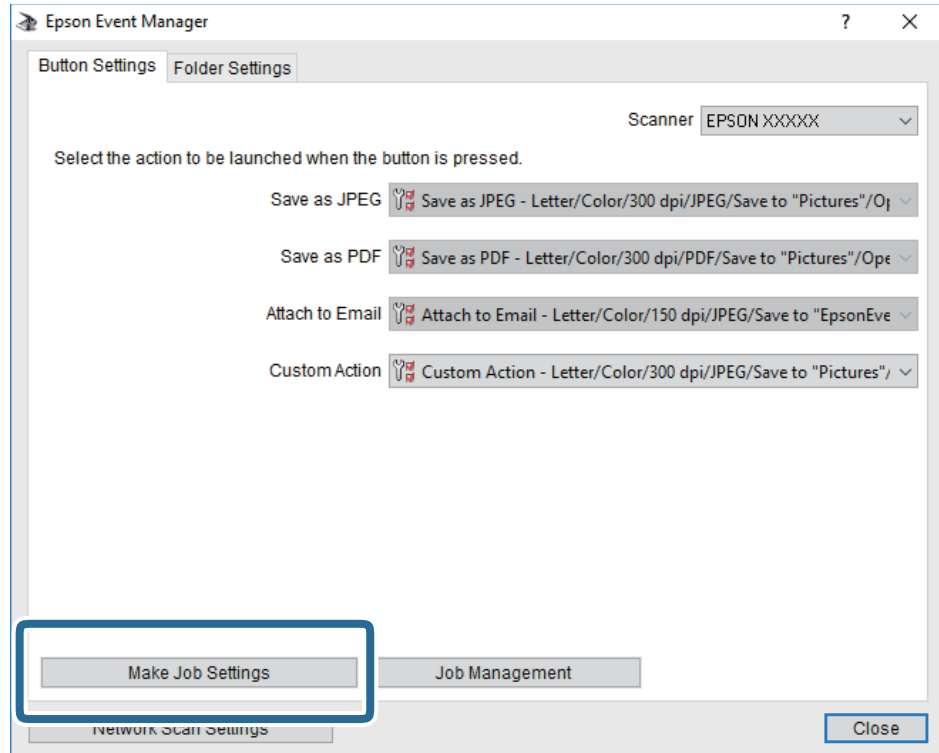 Epson Event Manager
Button Settings Folder Settings
Scanner EPSON XXXXX
Select the action to be launched when the button is pressed.
Save as JPEG Save as JPEG - Letter/Color/300 dpi/JPEG/Save to "Pictures"/Op
Save as PDF Save as PDF - Letter/Color/300 dpi/PDF/Save to "Pictures"/Ope
Attach to Email Attach to Email - Letter/Color/150 dpi/JPEG/Save to "EpsonEve
Custom Action Custom Action - Letter/Color/300 dpi/JPEG/Save to "Pictures"/
Make Job Settings Job Management
Network Scan Settings Close